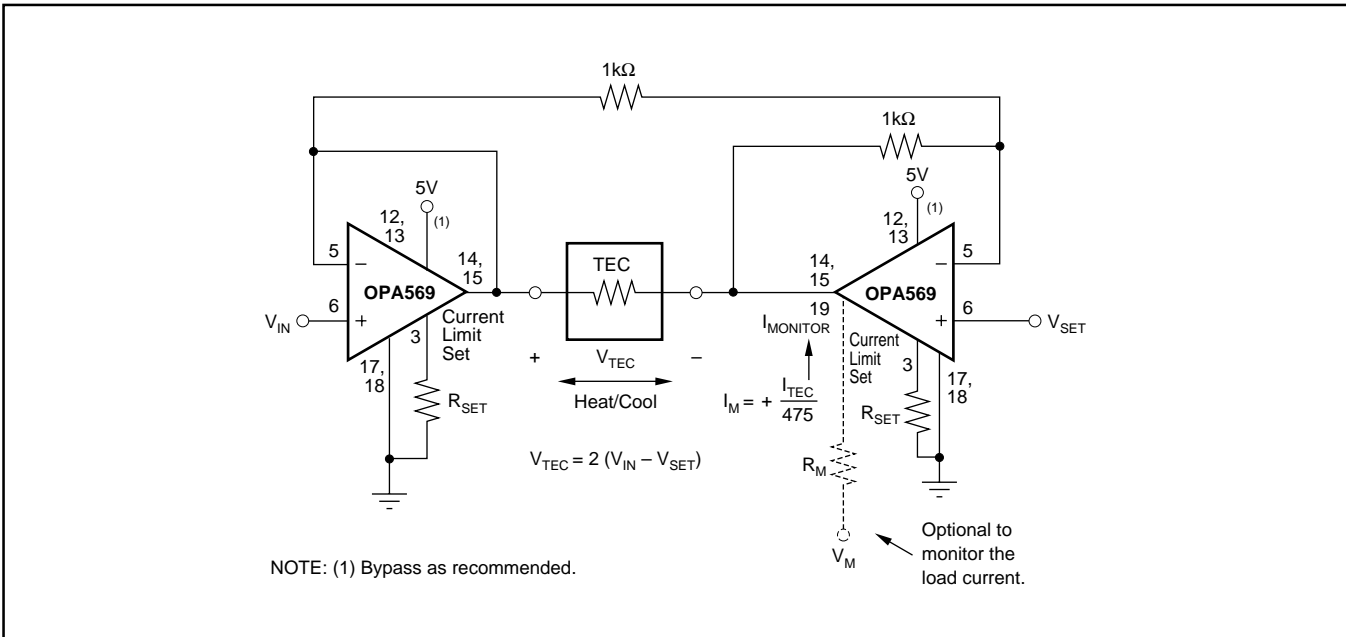 1kΩ
1kΩ
5V
(1)
12,
13
5
−
14,
15
OPA569
6
+
V_IN
3
Current
Limit
Set
17,
18
R_SET
TEC
+
V_TEC
−
Heat/Cool
V_TEC = 2 (V_IN – V_SET)
5V
(1)
12,
13
14,
15
5
−
OPA569
19
6
+
V_SET
I_MONITOR
Current
Limit
Set
3
17,
18
I_M = + I_TEC
475
R_SET
R_M
V_M
Optional to
monitor the
load current.
NOTE: (1) Bypass as recommended.